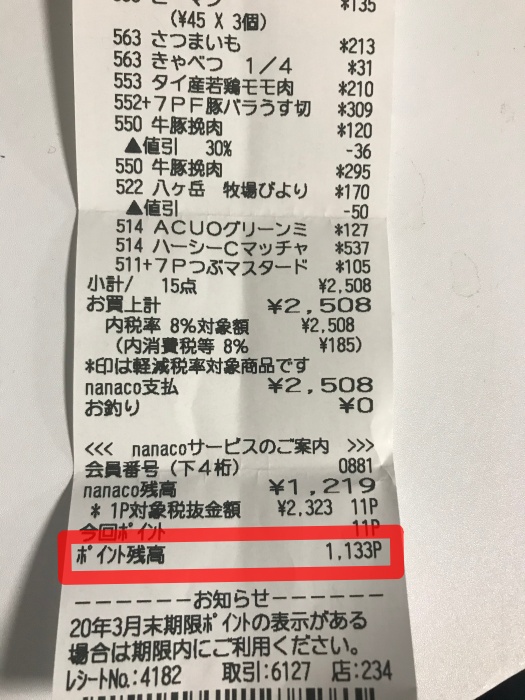 *135
(¥45 X 3個)
563 さつまいも *213
563 きゃべつ 1/4 *31
553 タイ産若鶏モモ肉 *210
552+7PF豚バラうす切 *309
550 牛豚挽肉 *120
▲値引 30% -36
550 牛豚挽肉 *295
522 八ヶ岳 牧場びより *170
▲値引 -50
514 ACUOグリーンミ *127
514 ハーシーCマッチャ *537
511+7Pつぶマスタード *105
小計/ 15点 ¥2,508
お買上計 ¥2,508
内税率 8%対象額 ¥2,508
(内消費税等 8% ¥185)
*印は軽減税率対象商品です
nanaco支払 ¥2,508
お釣り ¥0
<<< nanacoサービスのご案内 >>>
会員番号(下4桁) 0881
nanaco残高 ¥1,219
* 1P対象税抜金額 ¥2,323 11P
今回ポイント 11P
ポイント残高 1,133P
------お知らせ------
20年3月末期限ポイントの表示がある
場合は期限内にご利用ください。
レシートNo.:4182 取引:6127 店:234